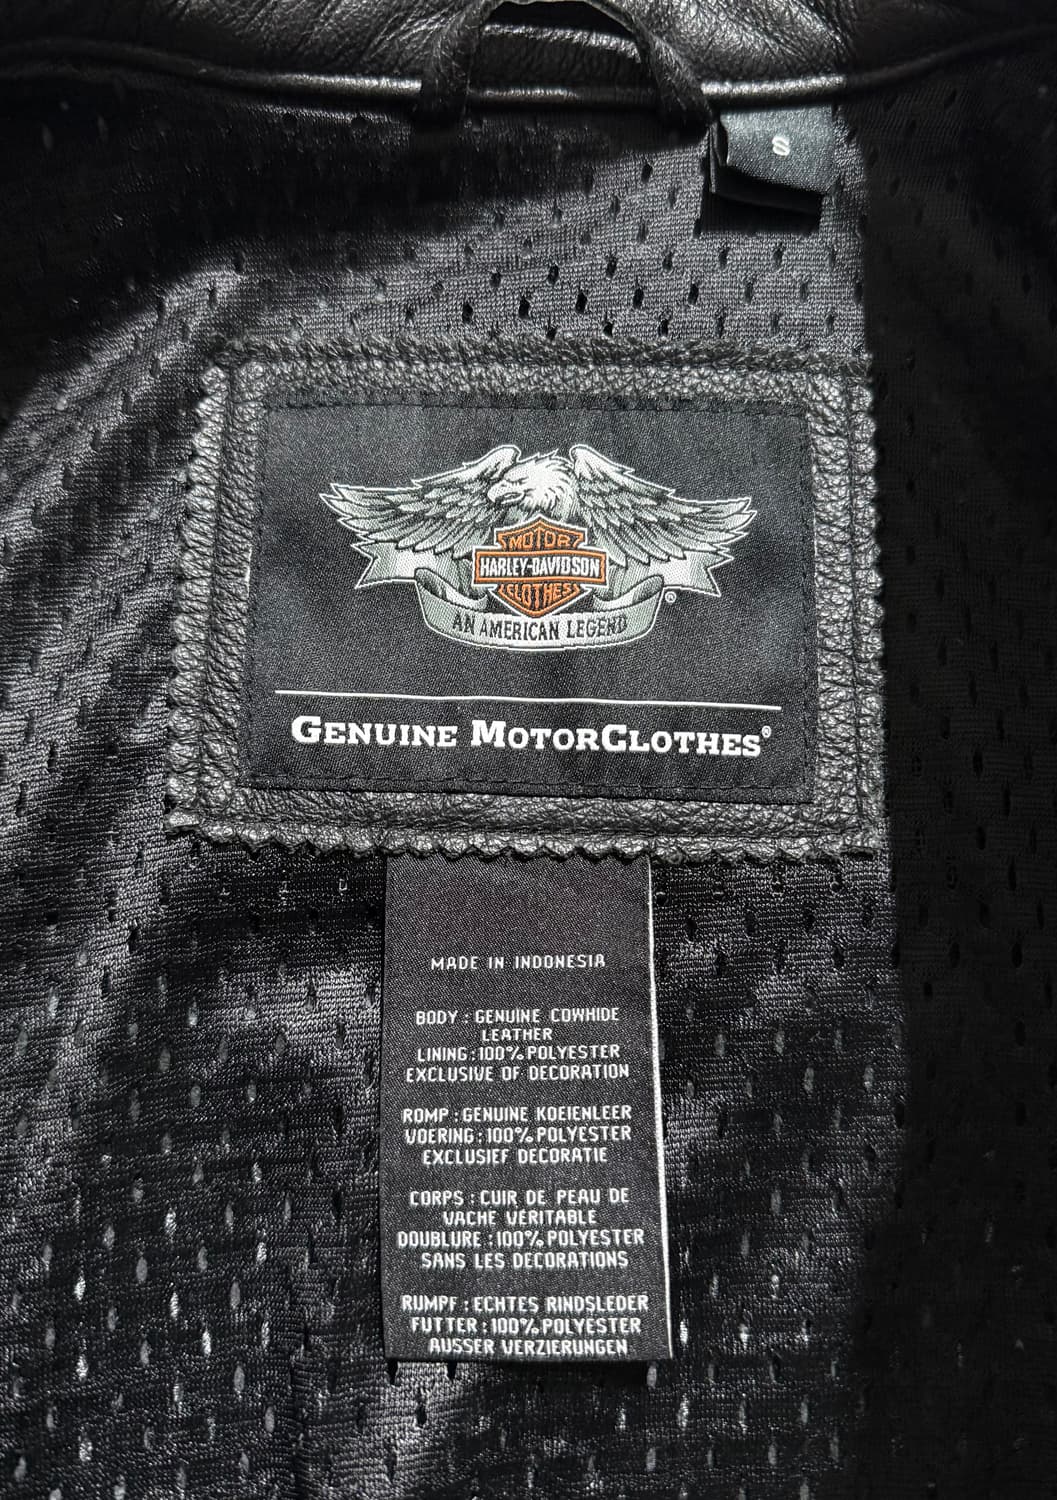 S
MOTOR
HARLEY-DAVIDSON
CLOTHES
®
AN AMERICAN LEGEND
GENUINE MOTORCLOTHES®
MADE IN INDONESIA
BODY : GENUINE COWHIDE
LEATHER
LINING : 100% POLYESTER
EXCLUSIVE OF DECORATION
ROMP : GENUINE KOEIENLEER
VOERING : 100% POLYESTER
EXCLUSIEF DECORATIE
CORPS : CUIR DE PEAU DE
VACHE VERITABLE
DOUBLURE : 100% POLYESTER
SANS LES DECORATIONS
RUMPF : ECHTES RINDSLEDER
FUTTER : 100% POLYESTER
AUSSER VERZIERUNGEN